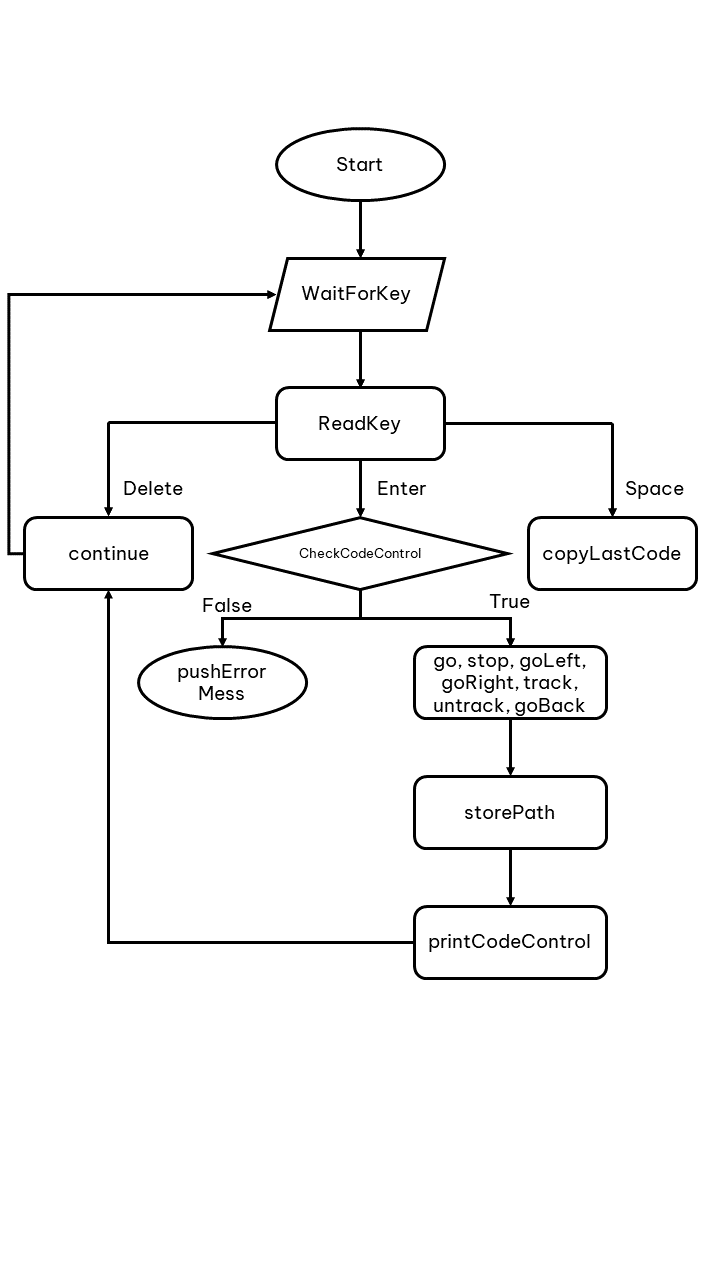 Start
WaitForKey
ReadKey
Delete
Enter
Space
continue
CheckCodeControl
copyLastCode
False
True
pushError
Mess
go, stop, goLeft,
goRight, track,
untrack, goBack
storePath
printCodeControl